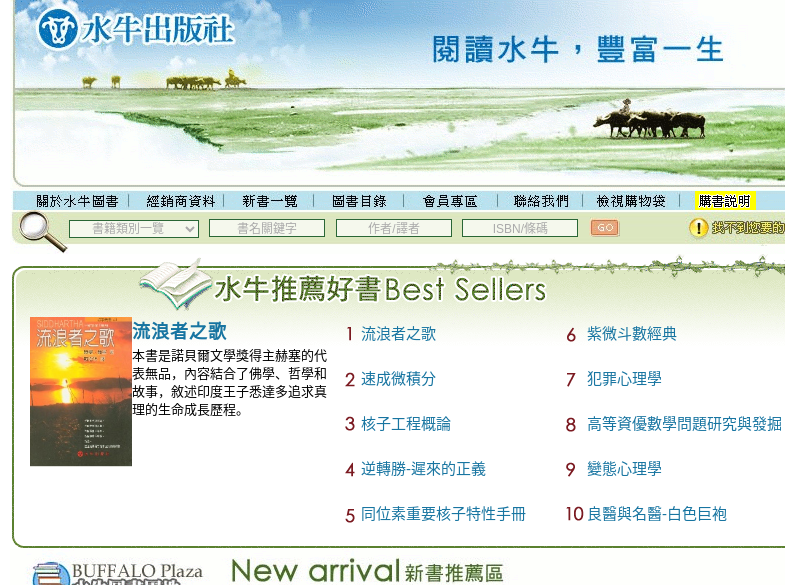 水牛出版社
閱讀水牛，豐富一生
關於水牛圖書 經銷商資料 新書一覽 圖書目錄 會員專區 聯絡我們 檢視購物袋 購書說明
書籍類別一覽 書名關鍵字 作者/譯者 ISBN/條碼 GO 找不到您要的
水牛推薦好書Best Sellers
SIDDHARTHA
流浪者之歌
流浪者之歌
本書是諾貝爾文學獎得主赫塞的代
表無品，內容結合了佛學、哲學和
故事，敘述印度王子悉達多追求真
理的生命成長歷程。
1 流浪者之歌
2 速成微積分
3 核子工程概論
4 逆轉勝-遲來的正義
5 同位素重要核子特性手冊
6 紫微斗數經典
7 犯罪心理學
8 高等資優數學問題研究與發掘
9 變態心理學
10 良醫與名醫-白色巨袍
BUFFALO Plaza
New arrival 新書推薦區